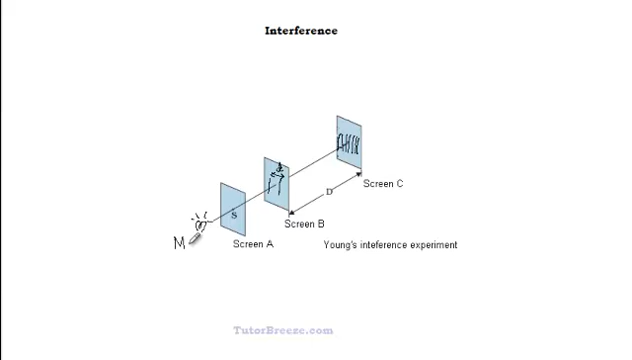 Interference
d
Screen C
D
S
Screen B
M
Screen A
Young's inteference experiment
TutorBreeze.com